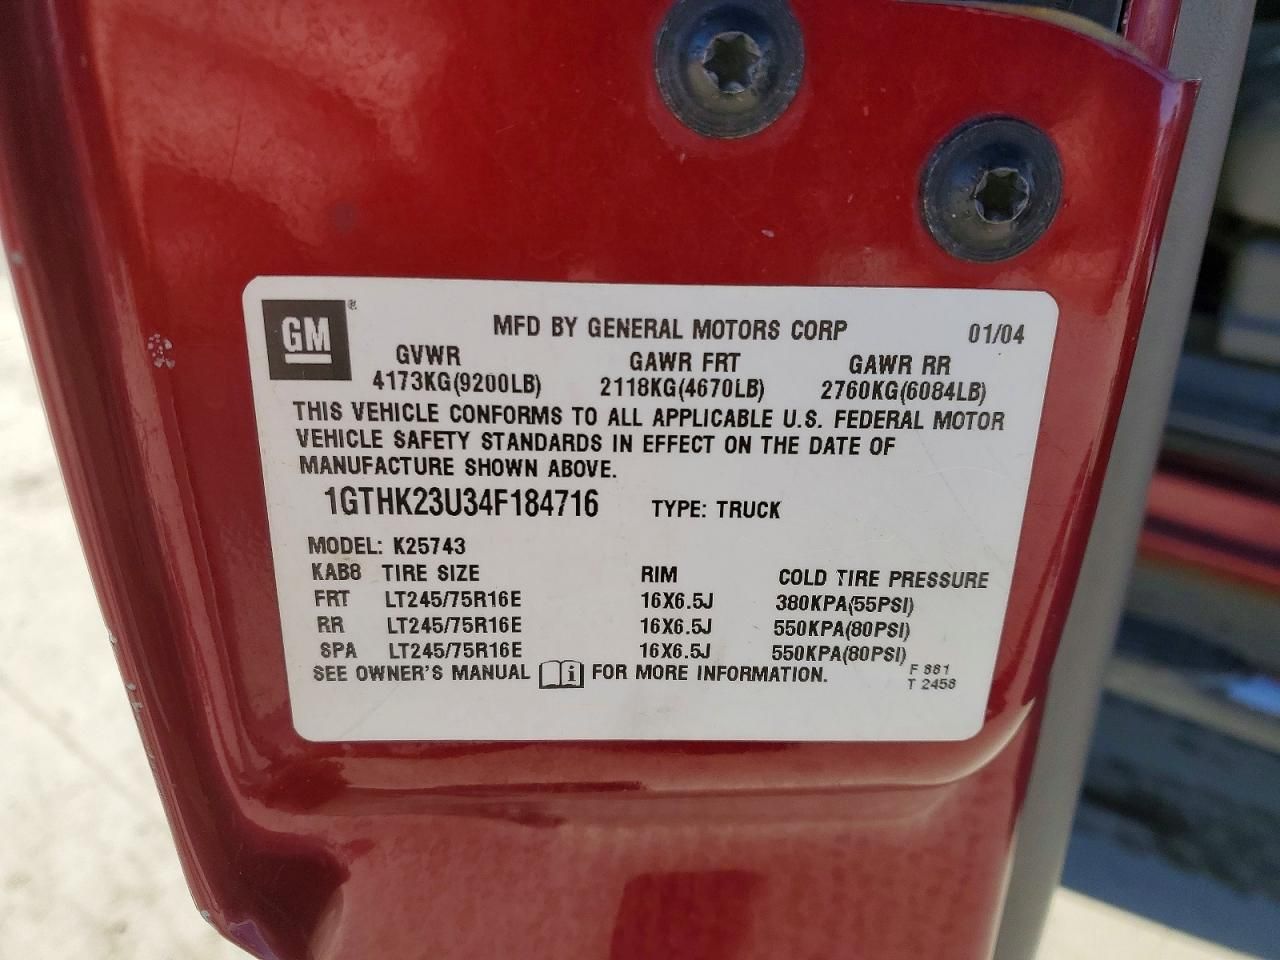 GM®
MFD BY GENERAL MOTORS CORP 01/04
GVWR GAWR FRT GAWR RR
4173KG(9200LB) 2118KG(4670LB) 2760KG(6084LB)
THIS VEHICLE CONFORMS TO ALL APPLICABLE U.S. FEDERAL MOTOR
VEHICLE SAFETY STANDARDS IN EFFECT ON THE DATE OF
MANUFACTURE SHOWN ABOVE.
1GTHK23U34F184716 TYPE: TRUCK
MODEL: K25743
KAB8 TIRE SIZE RIM COLD TIRE PRESSURE
FRT LT245/75R16E 16X6.5J 380KPA(55PSI)
RR LT245/75R16E 16X6.5J 550KPA(80PSI)
SPA LT245/75R16E 16X6.5J 550KPA(80PSI)
SEE OWNER'S MANUAL i FOR MORE INFORMATION.
F 861
T 2458